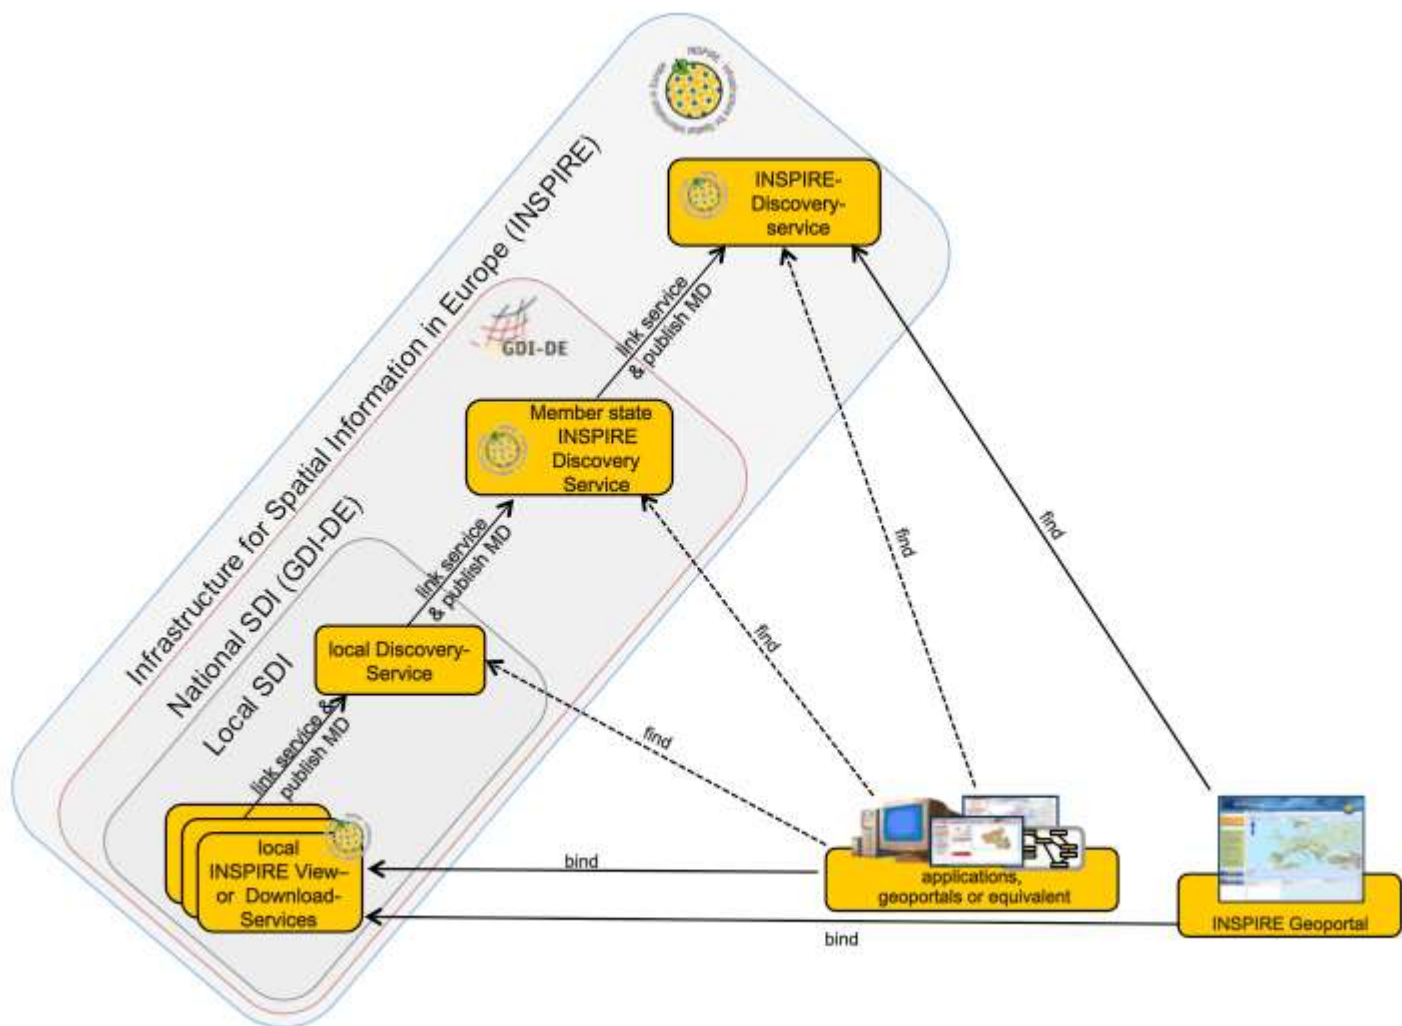 INSPIRE-
Discovery-
service
Infrastructure for Spatial Information in Europe (INSPIRE)
link service
& publish MD
GDI-DE
Member state
INSPIRE
Discovery
Service
National SDI (GDI-DE)
link service
& publish MD
find
find
find
Local SDI
local Discovery-
Service
link service &
publish MD
find
local
INSPIRE View–
or Download-
Services
bind
applications,
geoportals or equivalent
INSPIRE Geoportal
bind